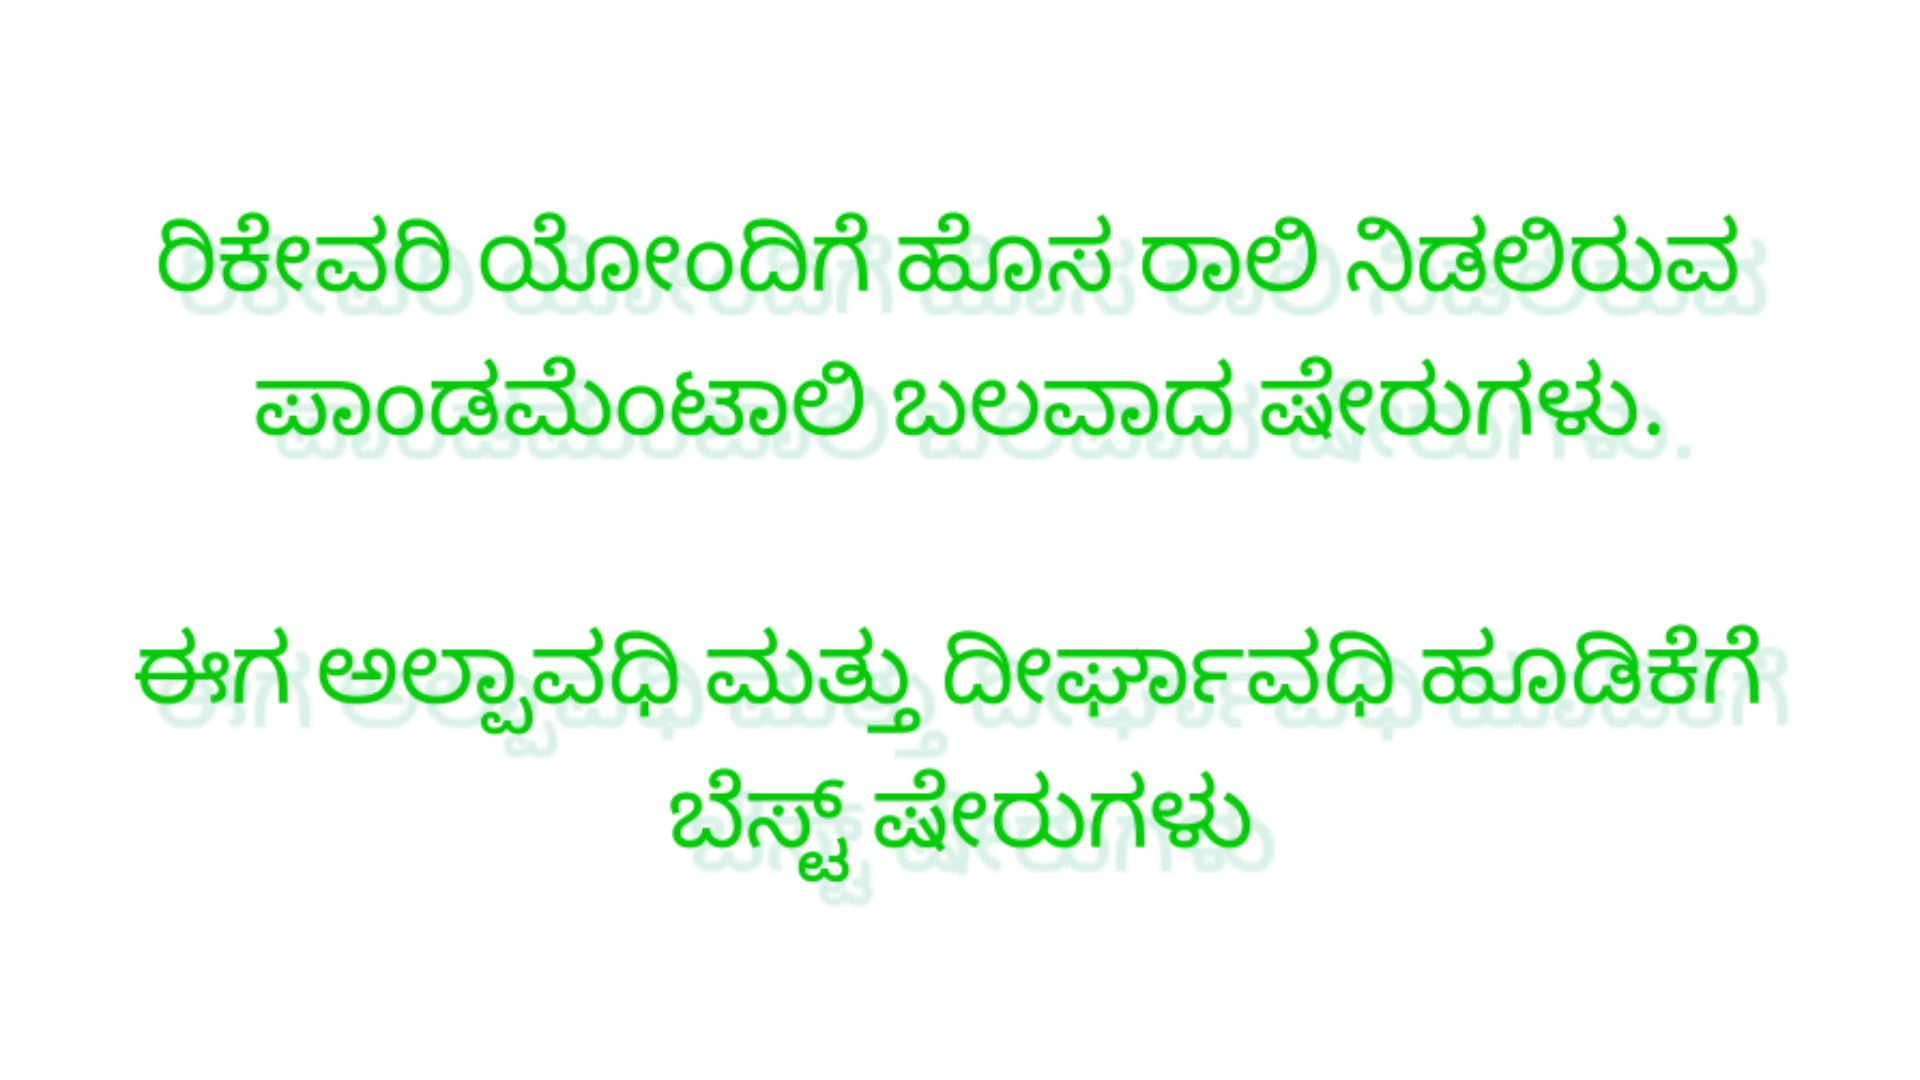 ರಿಕೇವರಿ ಯೋಂದಿಗೆ ಹೊಸ ರಾಲಿ ನಿಡಲಿರುವ
ಪಾಂಡಮೆಂಟಾಲಿ ಬಲವಾದ ಷೇರುಗಳು.
ಈಗ ಅಲ್ಪಾವಧಿ ಮತ್ತು ದೀರ್ಘಾವಧಿ ಹೂಡಿಕೆಗೆ
ಬೆಸ್ಟ್ ಷೇರುಗಳು